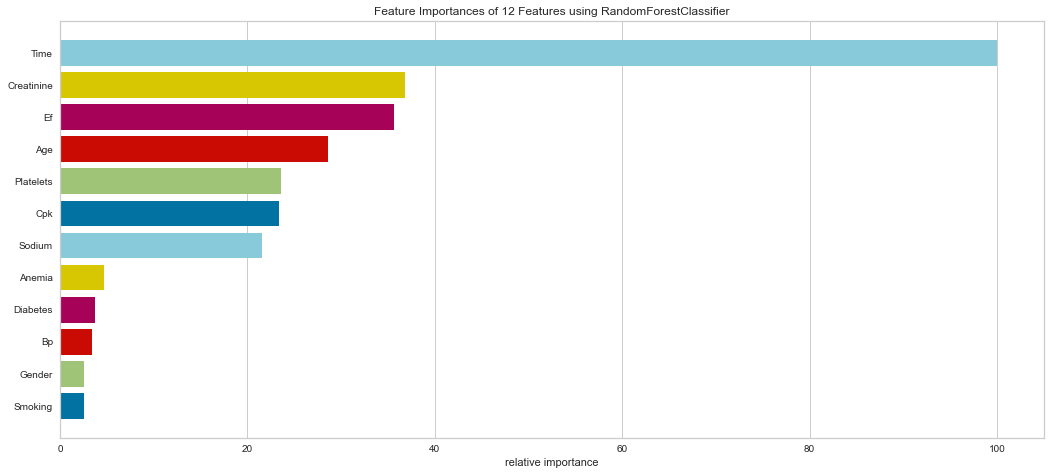 Feature Importances of 12 Features using RandomForestClassifier
Time
Creatinine
Ef
Age
Platelets
Cpk
Sodium
Anemia
Diabetes
Bp
Gender
Smoking
0 20 40 60 80 100
relative importance